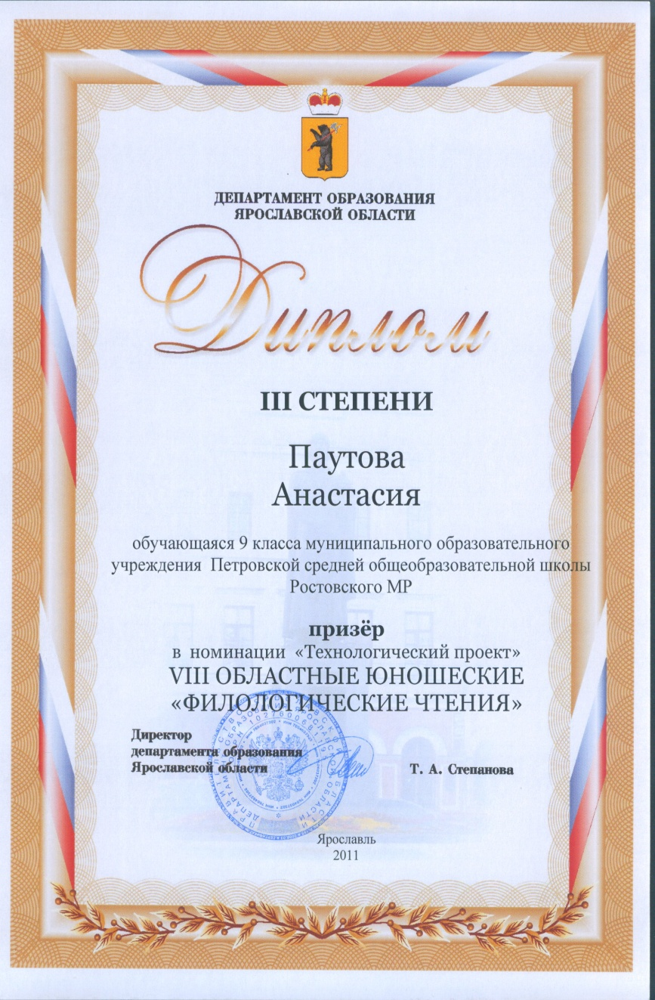 ДЕПАРТАМЕНТ ОБРАЗОВАНИЯ
ЯРОСЛАВСКОЙ ОБЛАСТИ
Диплом
III СТЕПЕНИ
Паутова
Анастасия
обучающаяся 9 класса муниципального образовательного
учреждения Петровской средней общеобразовательной школы
Ростовского МР
призёр
в номинации «Технологический проект»
VIII ОБЛАСТНЫЕ ЮНОШЕСКИЕ
«ФИЛОЛОГИЧЕСКИЕ ЧТЕНИЯ»
Директор
департамента образования
Ярославской области
Т. А. Степанова
Ярославль
2011